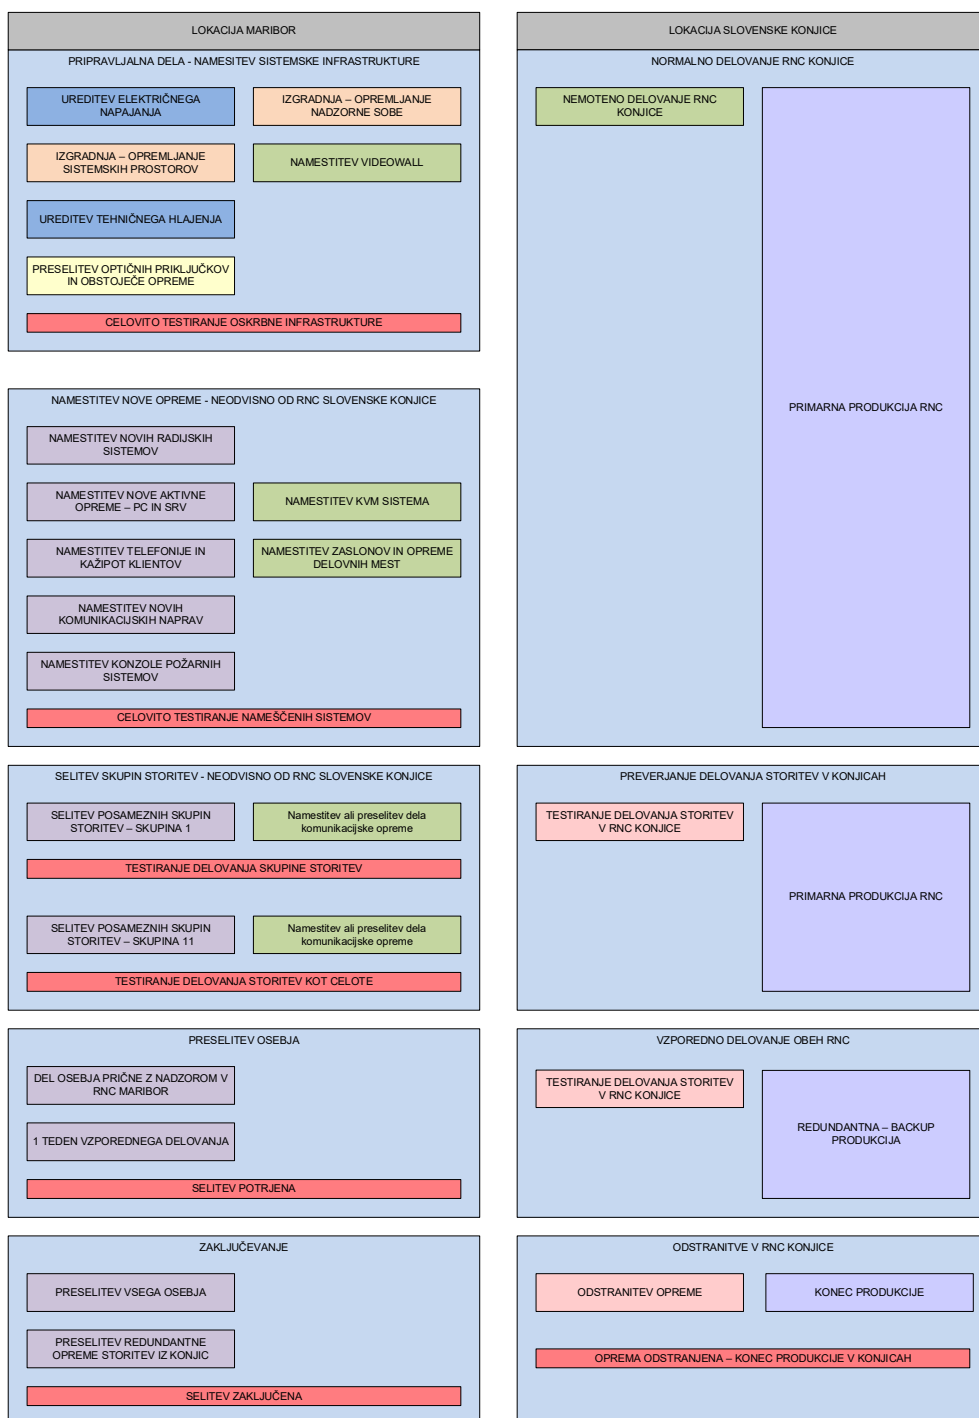 LOKACIJA MARIBOR
PRIPRAVLJALNA DELA - NAMESITEV SISTEMSKE INFRASTRUKTURE
UREDITEV ELEKTRIČNEGA
NAPAJANJA
IZGRADNJA – OPREMLJANJE
NADZORNE SOBE
IZGRADNJA – OPREMLJANJE
SISTEMSKIH PROSTOROV
NAMESTITEV VIDEOWALL
UREDITEV TEHNIČNEGA HLAJENJA
PRESELITEV OPTIČNIH PRIKLJUČKOV
IN OBSTOJEČE OPREME
CELOVITO TESTIRANJE OSKRBNE INFRASTRUKTURE
NAMESTITEV NOVE OPREME - NEODVISNO OD RNC SLOVENSKE KONJICE
NAMESTITEV NOVIH RADIJSKIH
SISTEMOV
NAMESTITEV NOVE AKTIVNE
OPREME – PC IN SRV
NAMESTITEV KVM SISTEMA
NAMESTITEV TELEFONIJE IN
KAŽIPOT KLIENTOV
NAMESTITEV ZASLONOV IN OPREME
DELOVNIH MEST
NAMESTITEV NOVIH
KOMUNIKACIJSKIH NAPRAV
NAMESTITEV KONZOLE POŽARNIH
SISTEMOV
CELOVITO TESTIRANJE NAMEŠČENIH SISTEMOV
SELITEV SKUPIN STORITEV - NEODVISNO OD RNC SLOVENSKE KONJICE
SELITEV POSAMEZNIH SKUPIN
STORITEV – SKUPINA 1
Namestitev ali preselitev dela
komunikacijske opreme
TESTIRANJE DELOVANJA SKUPINE STORITEV
SELITEV POSAMEZNIH SKUPIN
STORITEV – SKUPINA 11
Namestitev ali preselitev dela
komunikacijske opreme
TESTIRANJE DELOVANJA STORITEV KOT CELOTE
PRESELITEV OSEBJA
DEL OSEBJA PRIČNE Z NADZOROM V
RNC MARIBOR
1 TEDEN VZPOREDNEGA DELOVANJA
SELITEV POTRJENA
ZAKLJUČEVANJE
PRESELITEV VSEGA OSEBJA
PRESELITEV REDUNDANTNE
OPREME STORITEV IZ KONJIC
SELITEV ZAKLJUČENA
LOKACIJA SLOVENSKE KONJICE
NORMALNO DELOVANJE RNC KONJICE
NEMOTENO DELOVANJE RNC
KONJICE
PRIMARNA PRODUKCIJA RNC
PREVERJANJE DELOVANJA STORITEV V KONJICAH
TESTIRANJE DELOVANJA STORITEV
V RNC KONJICE
PRIMARNA PRODUKCIJA RNC
VZPOREDNO DELOVANJE OBEH RNC
TESTIRANJE DELOVANJA STORITEV
V RNC KONJICE
REDUNDANTNA – BACKUP
PRODUKCIJA
ODSTRANITVE V RNC KONJICE
ODSTRANITEV OPREME
KONEC PRODUKCIJE
OPREMA ODSTRANJENA – KONEC PRODUKCIJE V KONJICAH